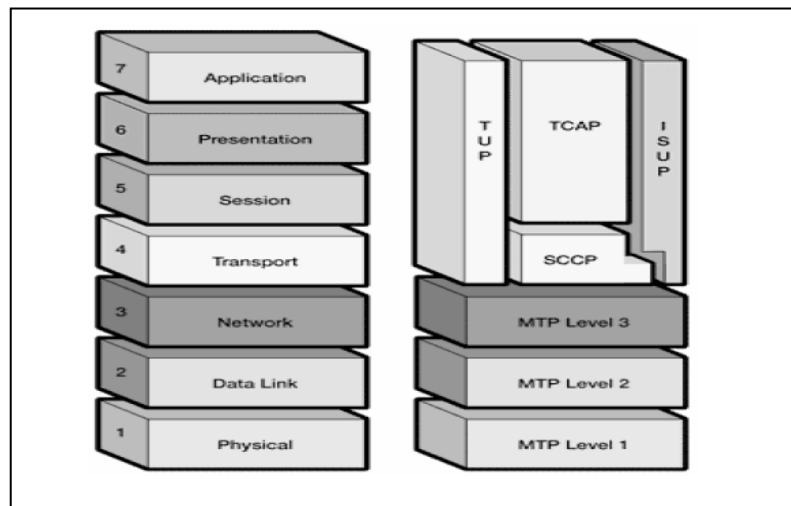 7
Application
6
Presentation
5
Session
4
Transport
3
Network
2
Data Link
1
Physical
TUP
TCAP
ISUP
SCCP
MTP Level 3
MTP Level 2
MTP Level 1